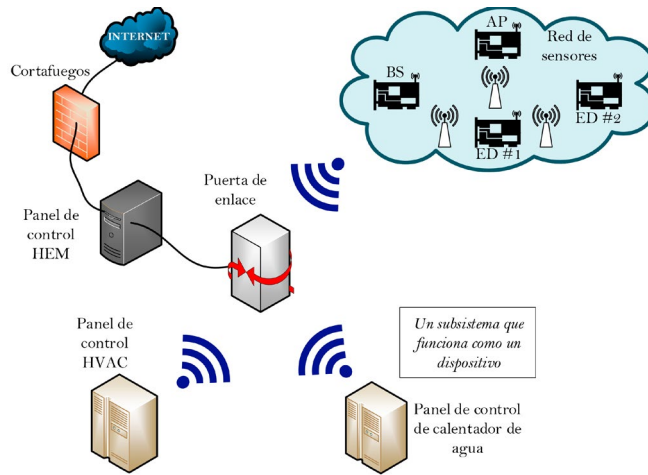 INTERNET
Cortafuegos
AP
Red de
sensores
BS
ED #2
ED #1
Puerta de
enlace
Panel de
control
HEM
Panel de
control
HVAC
Un subsistema que
funciona como un
dispositivo
Panel de control
de calentador de
agua